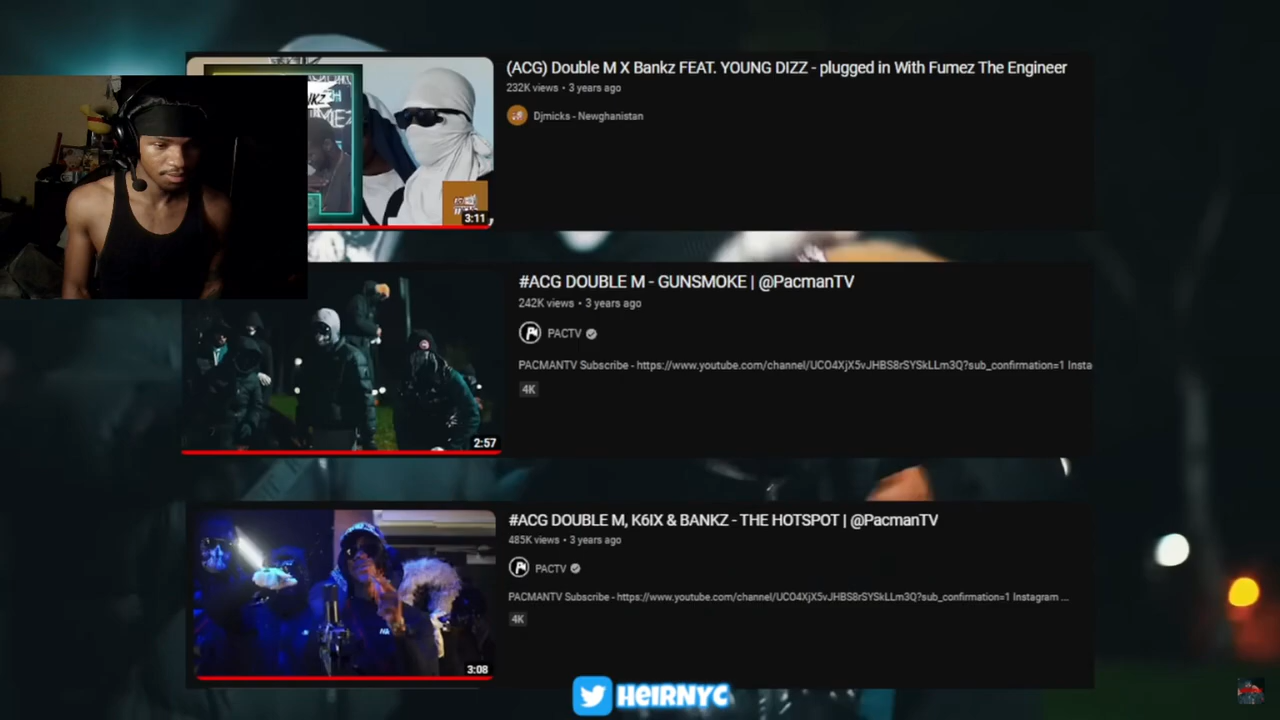 (ACG) Double M X Bankz FEAT. YOUNG DIZZ - plugged in With Fumez The Engineer
232K views • 3 years ago
Djmicks - Newghanistan
3:11
#ACG DOUBLE M - GUNSMOKE | @PacmanTV
242K views • 3 years ago
PACTV
PACMANTV Subscribe - https://www.youtube.com/channel/UCO4XjX5vJHBS8rSYSkLLm3Q?sub_confirmation=1 Insta
4K
2:57
#ACG DOUBLE M, K6IX & BANKZ - THE HOTSPOT | @PacmanTV
485K views • 3 years ago
PACTV
PACMANTV Subscribe - https://www.youtube.com/channel/UCO4XjX5vJHBS8rSYSkLLm3Q?sub_confirmation=1 Instagram ...
4K
3:08
HEIRNYC